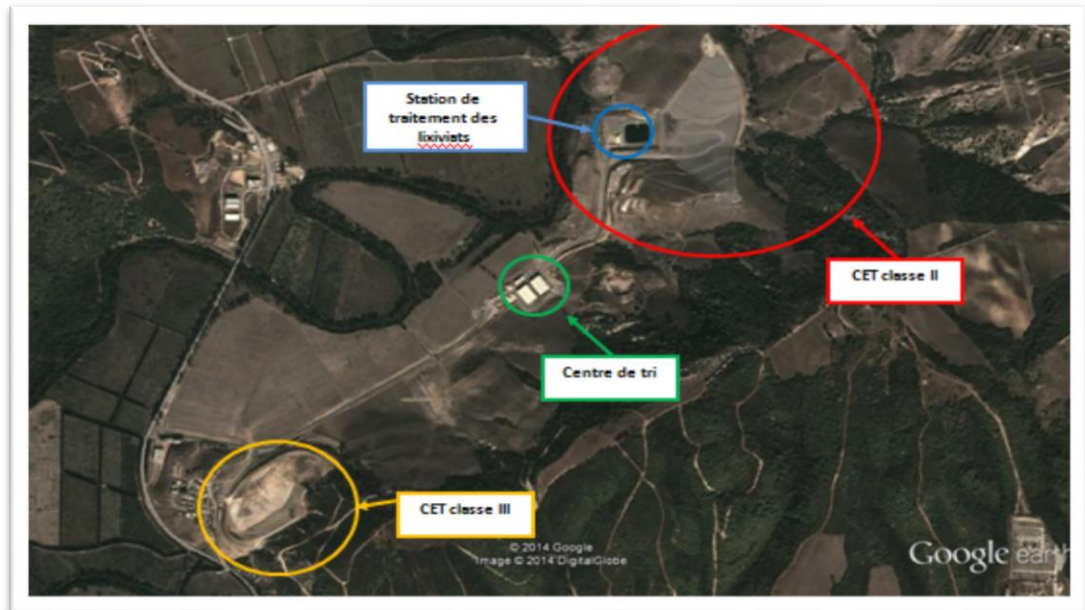 Station de
traitement des
lixiviats
CET classe II
Centre de tri
CET classe III
© 2014 Google
Image © 2014 DigitalGlobe
Google earth